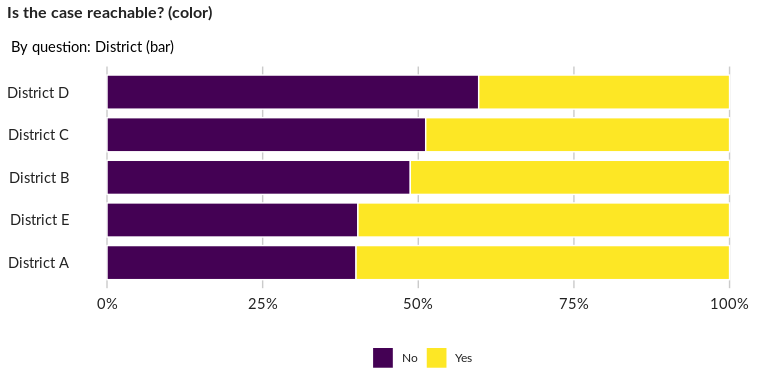 Is the case reachable? (color)
By question: District (bar)
District D
District C
District B
District E
District A
0% 25% 50% 75% 100%
No Yes